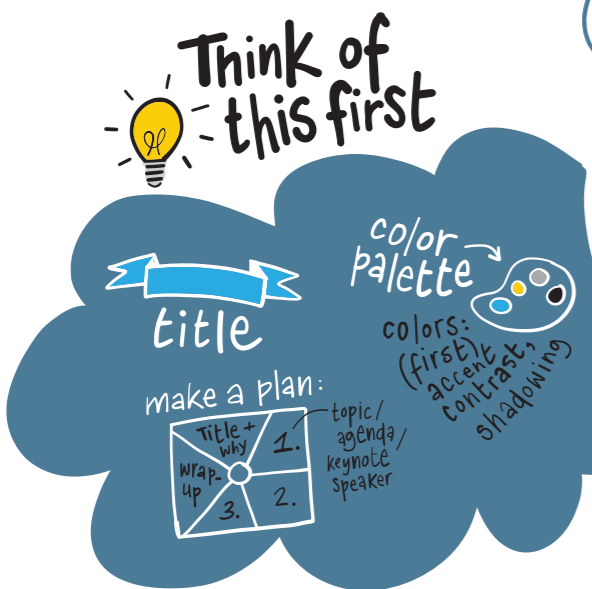 Think of
this first
title
color
palette
colors:
(first)
accent
contrast,
shadowing
make a plan:
Title +
why
1.
2.
3.
wrap-
up
topic/
agenda/
keynote
speaker